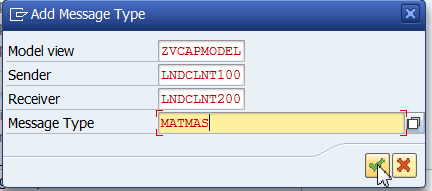 Add Message Type
Model view ZVCAPMODEL
Sender LNDCLNT100
Receiver LNDCLNT200
Message Type MATMAS